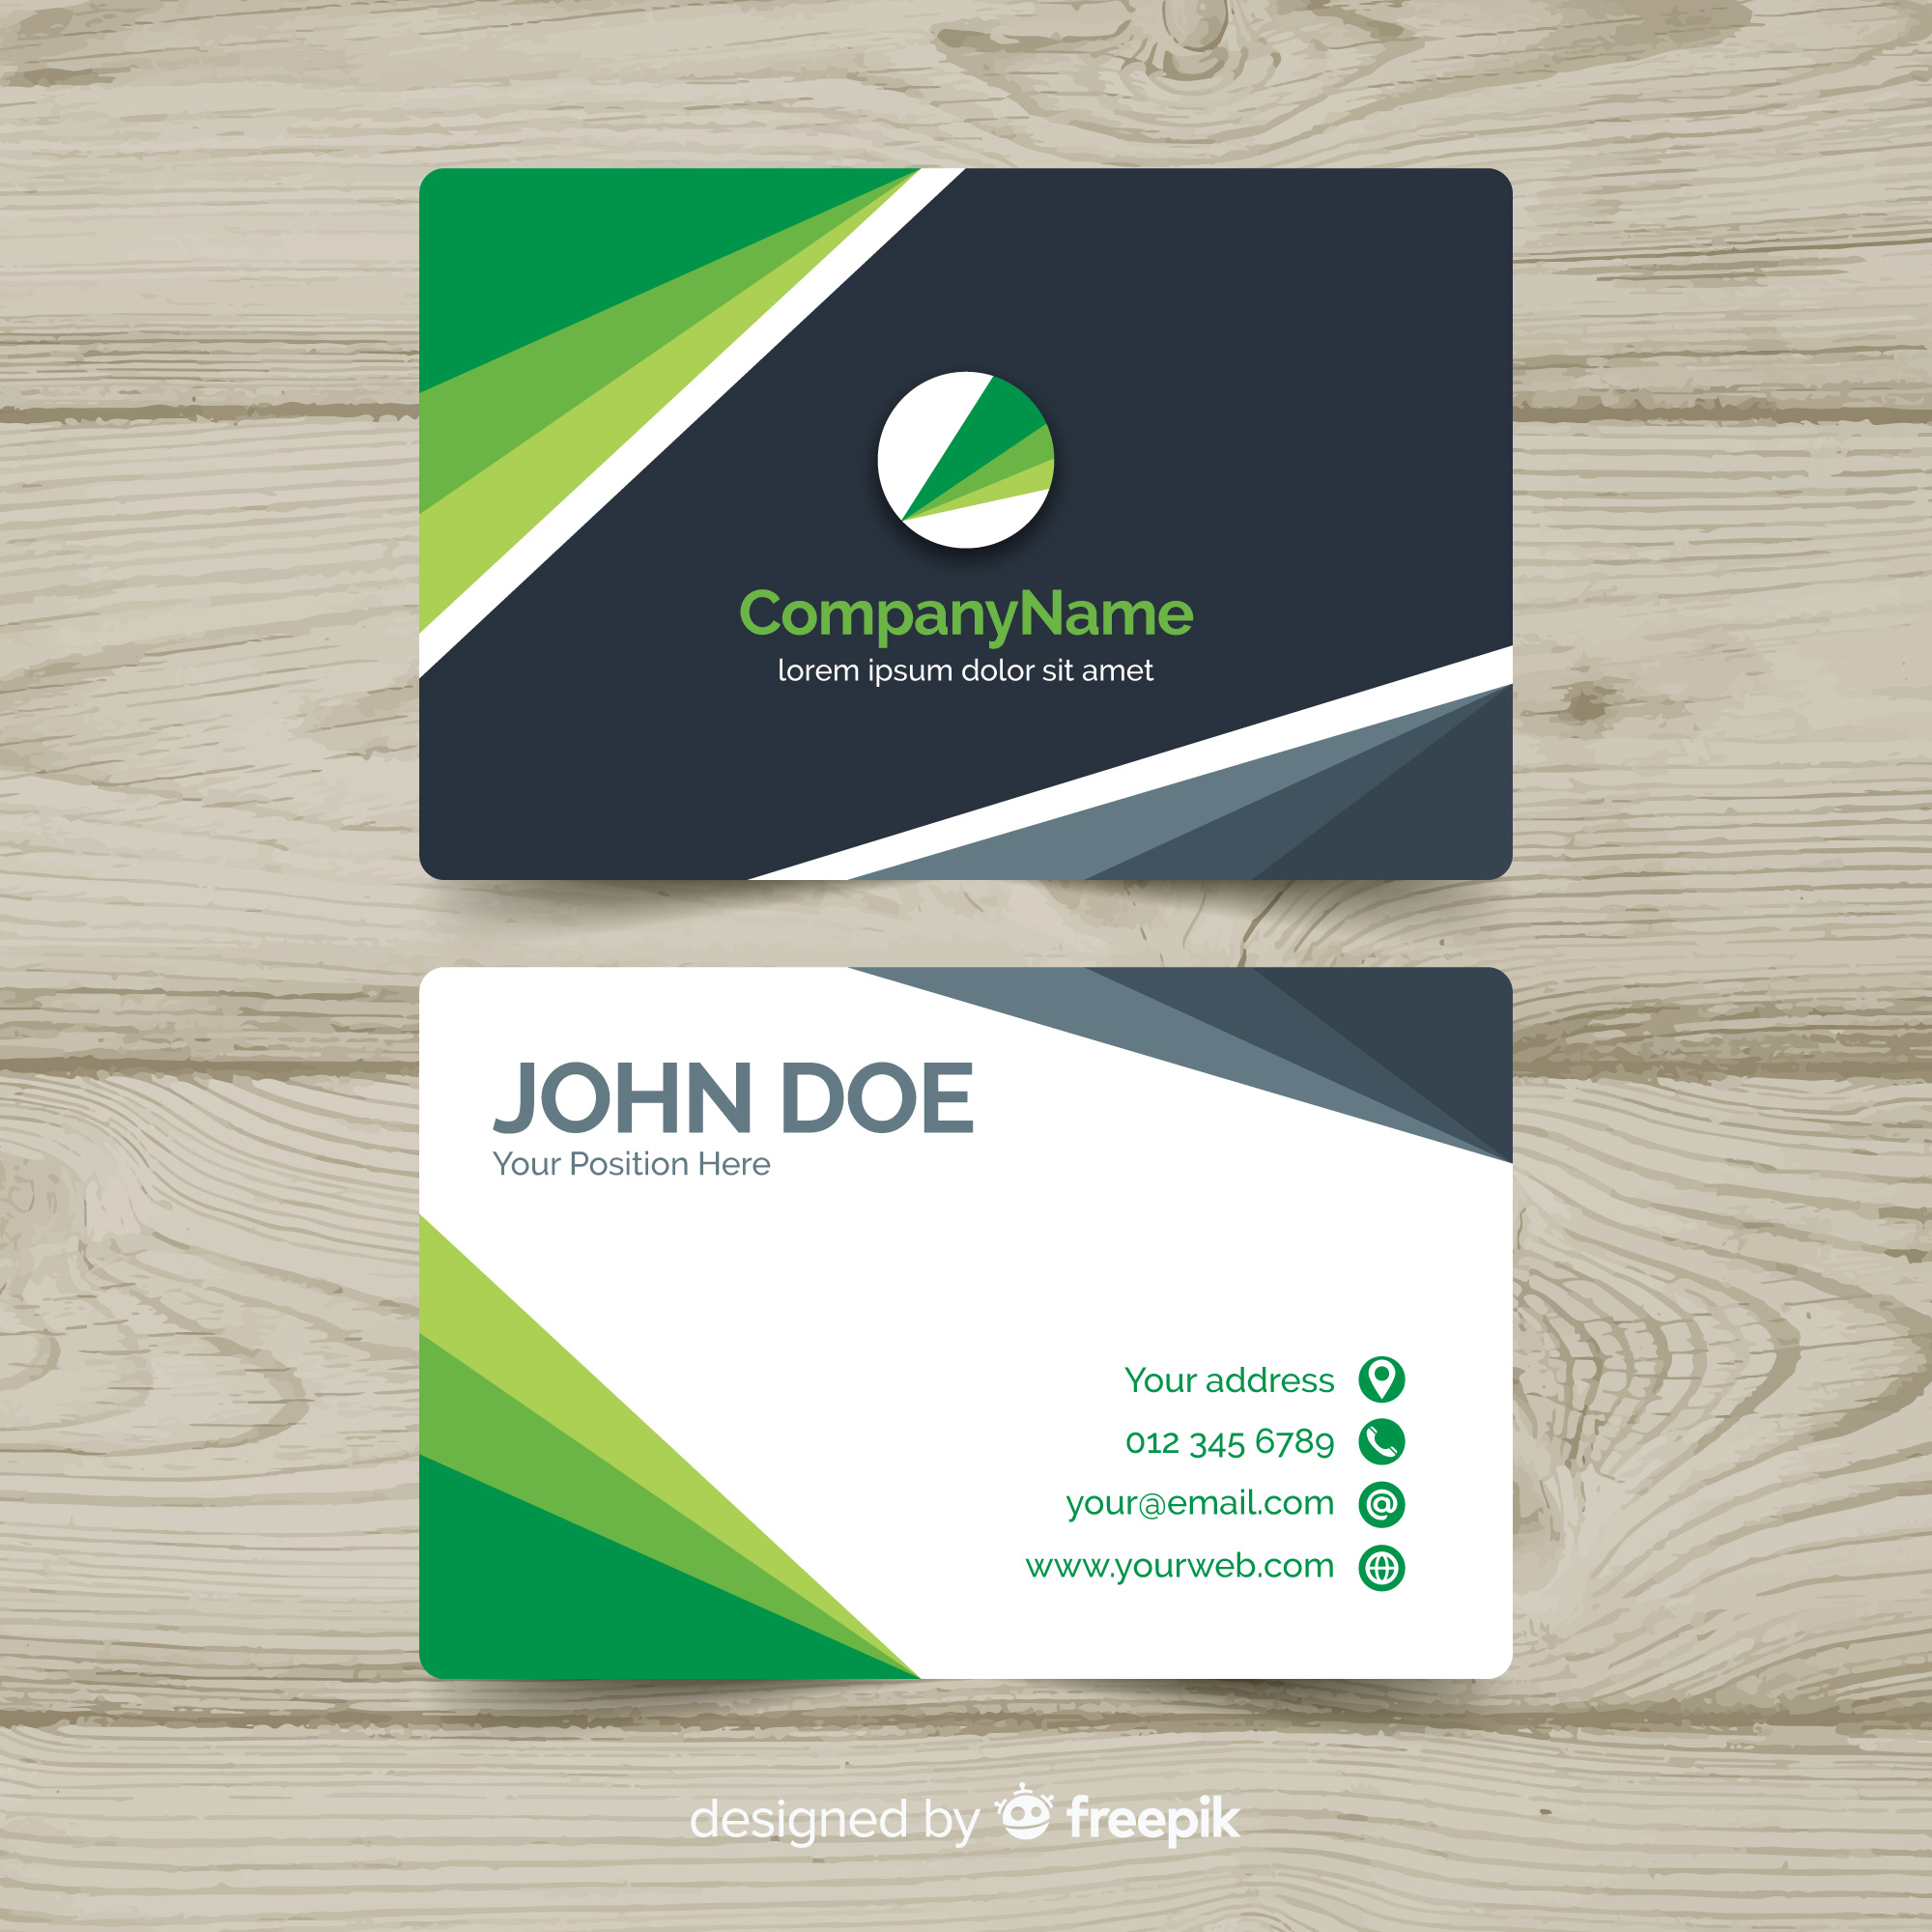 CompanyName
lorem ipsum dolor sit amet
JOHN DOE
Your Position Here
Your address
012 345 6789
your@email.com
www.yourweb.com
designed by freepik